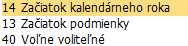 14 Začiatok kalendárneho roka
13 Začiatok podmienky
40 Voľne voliteľné